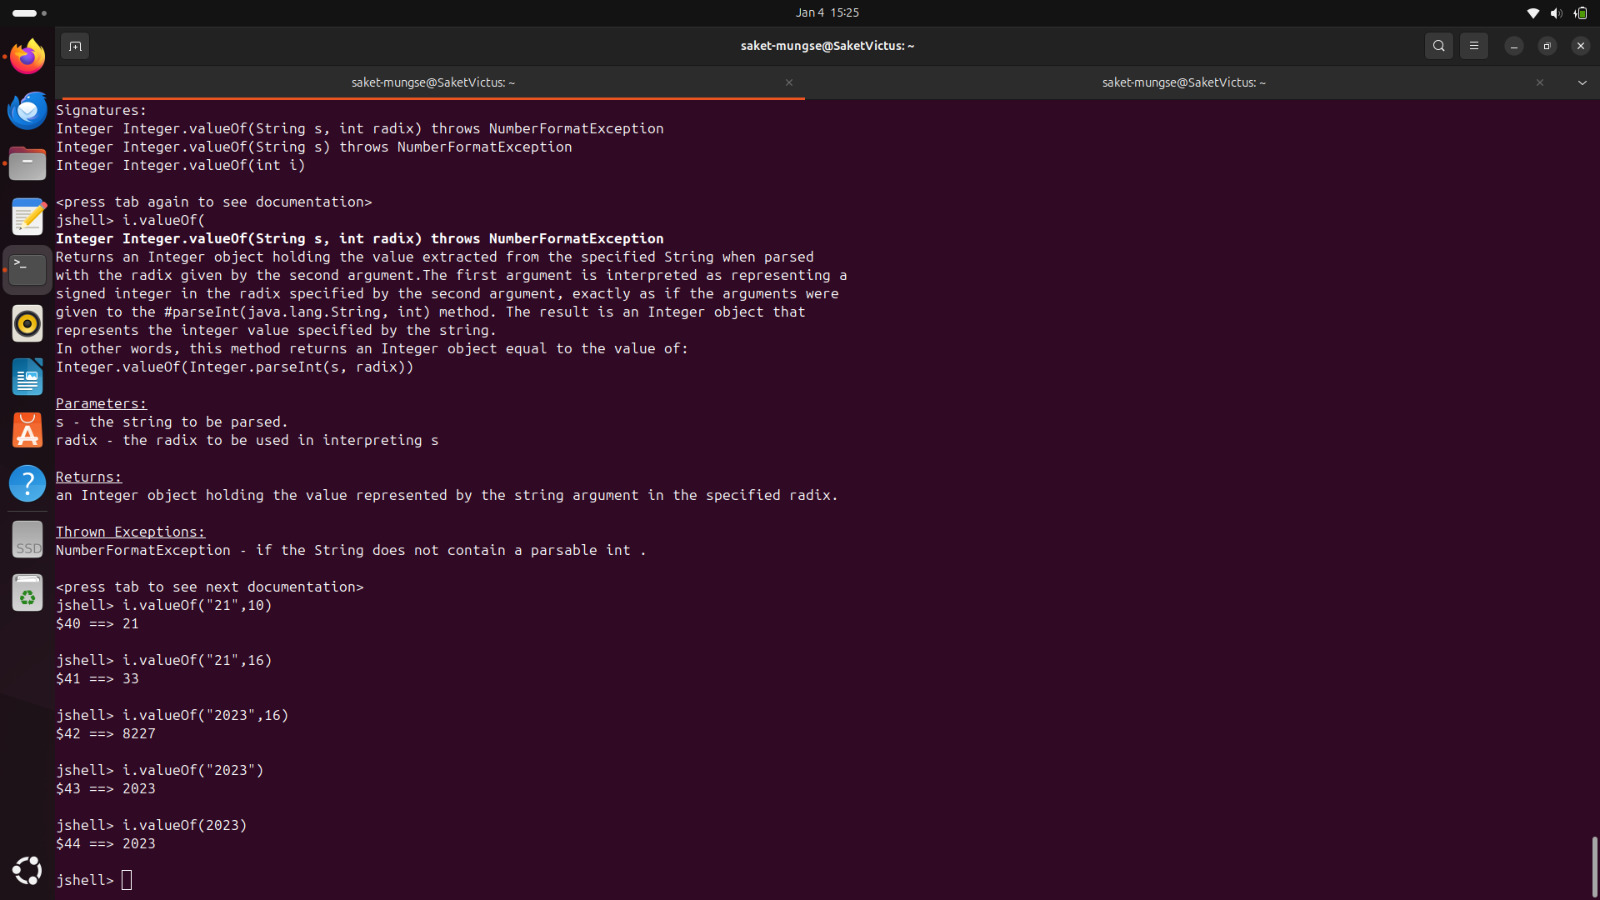 Jan 4 15:25
saket-mungse@SaketVictus: ~
saket-mungse@SaketVictus: ~
saket-mungse@SaketVictus: ~
Signatures:
Integer Integer.valueOf(String s, int radix) throws NumberFormatException
Integer Integer.valueOf(String s) throws NumberFormatException
Integer Integer.valueOf(int i)
<press tab again to see documentation>
jshell> i.valueOf(
Integer Integer.valueOf(String s, int radix) throws NumberFormatException
Returns an Integer object holding the value extracted from the specified String when parsed
with the radix given by the second argument.The first argument is interpreted as representing a
signed integer in the radix specified by the second argument, exactly as if the arguments were
given to the #parseInt(java.lang.String, int) method. The result is an Integer object that
represents the integer value specified by the string.
In other words, this method returns an Integer object equal to the value of:
Integer.valueOf(Integer.parseInt(s, radix))
Parameters:
s - the string to be parsed.
radix - the radix to be used in interpreting s
Returns:
an Integer object holding the value represented by the string argument in the specified radix.
Thrown Exceptions:
NumberFormatException - if the String does not contain a parsable int .
<press tab to see next documentation>
jshell> i.valueOf("21",10)
$40 ==> 21
jshell> i.valueOf("21",16)
$41 ==> 33
jshell> i.valueOf("2023",16)
$42 ==> 8227
jshell> i.valueOf("2023")
$43 ==> 2023
jshell> i.valueOf(2023)
$44 ==> 2023
jshell>
SSD